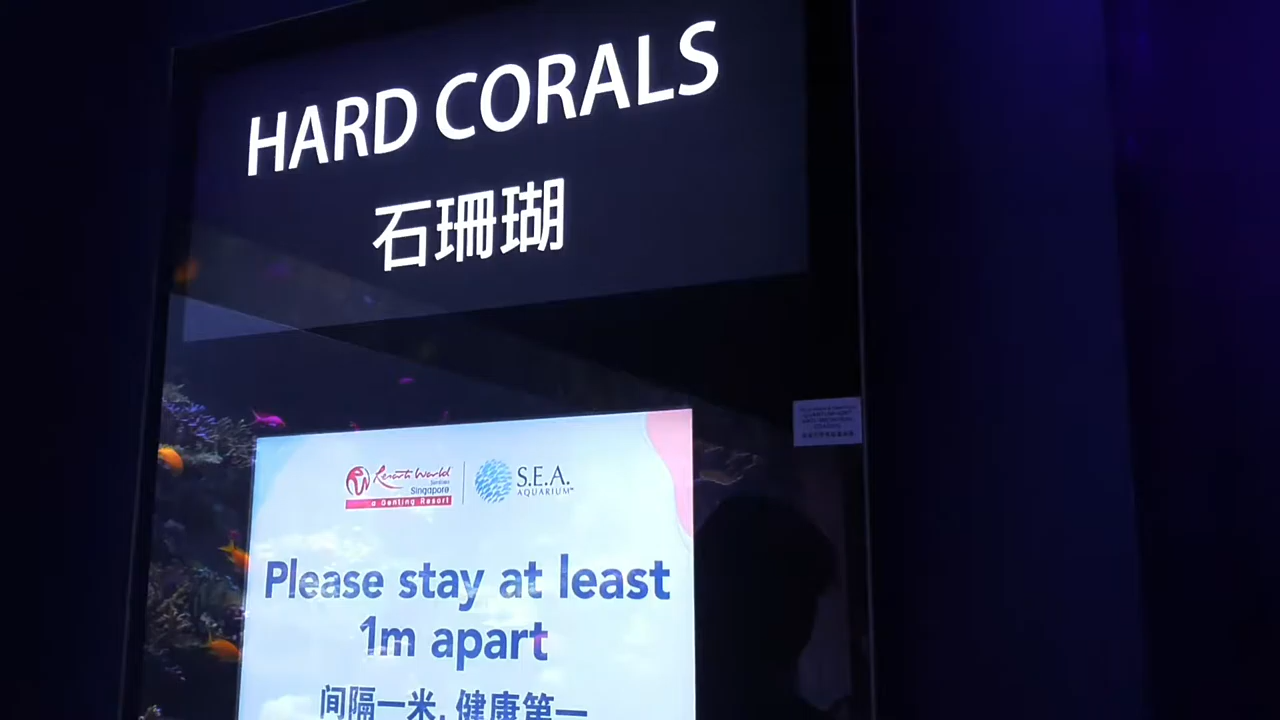 HARD CORALS
石珊瑚
Resorts World
Sentosa
Singapore
a Genting Resort
S.E.A.
AQUARIUM™
Please stay at least
1m apart
间隔一米,健康第一